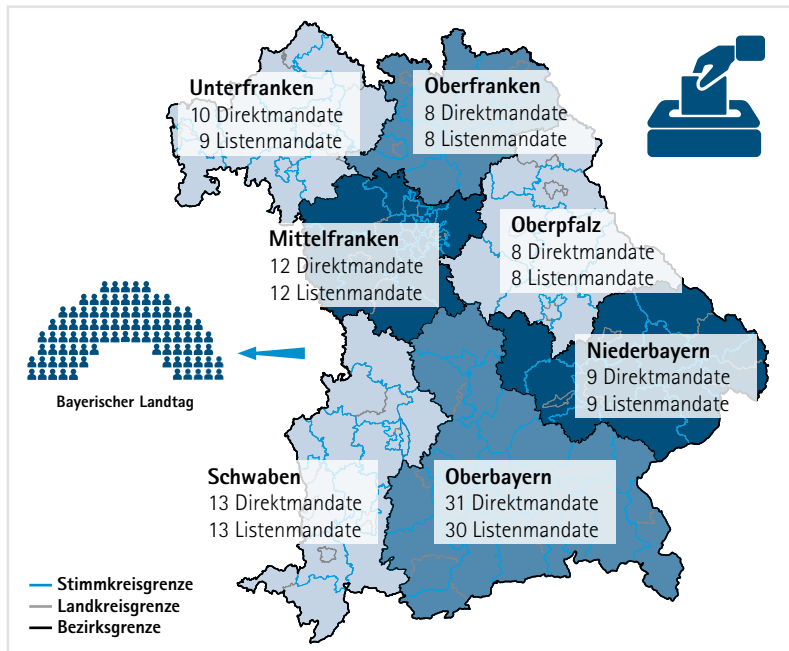 Unterfranken
10 Direktmandate
9 Listenmandate
Oberfranken
8 Direktmandate
8 Listenmandate
Mittelfranken
12 Direktmandate
12 Listenmandate
Oberpfalz
8 Direktmandate
8 Listenmandate
Bayerischer Landtag
Niederbayern
9 Direktmandate
9 Listenmandate
Schwaben
13 Direktmandate
13 Listenmandate
Oberbayern
31 Direktmandate
30 Listenmandate
Stimmkreisgrenze
Landkreisgrenze
Bezirksgrenze